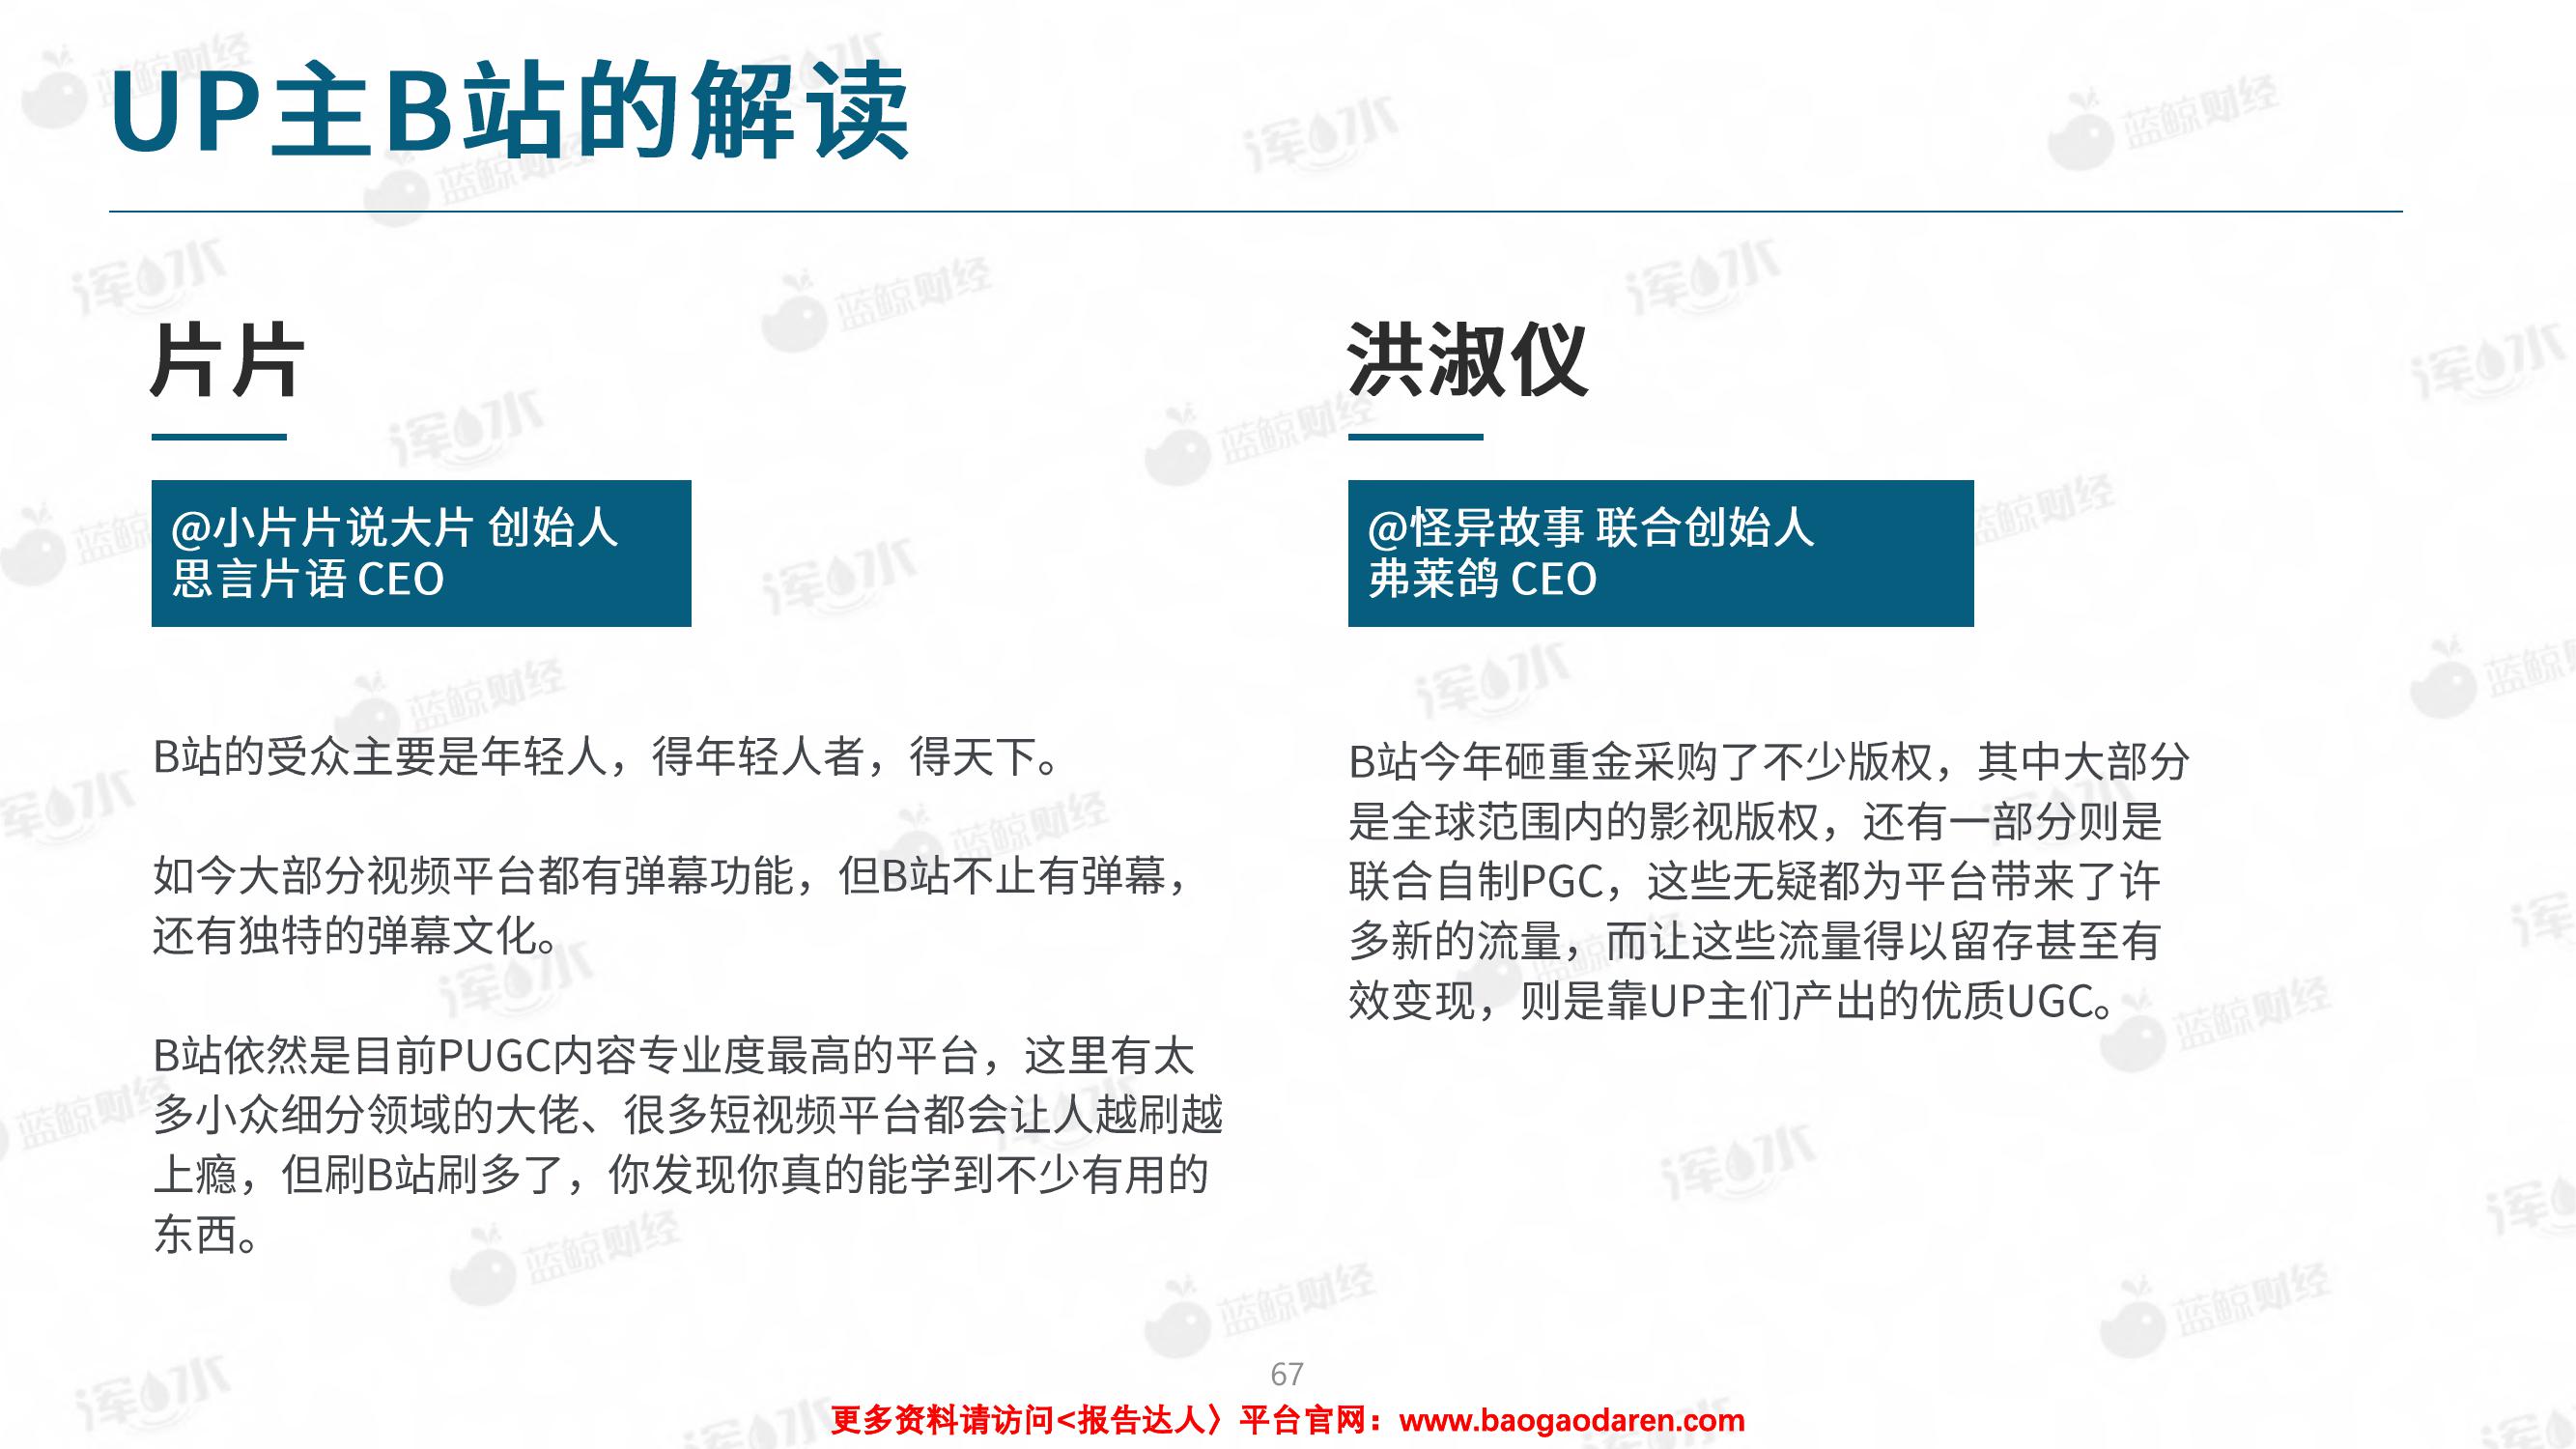 UP主B站的解读
片片
@小片片说大片 创始人
思言片语 CEO
B站的受众主要是年轻人，得年轻人者，得天下。
如今大部分视频平台都有弹幕功能，但B站不止有弹幕，
还有独特的弹幕文化。
B站依然是目前PUGC内容专业度最高的平台，这里有太
多小众细分领域的大佬、很多短视频平台都会让人越刷越
上瘾，但刷B站刷多了，你发现你真的能学到不少有用的
东西。
洪淑仪
@怪异故事 联合创始人
弗莱鸽 CEO
B站今年砸重金采购了不少版权，其中大部分
是全球范围内的影视版权，还有一部分则是
联合自制PGC，这些无疑都为平台带来了许
多新的流量，而让这些流量得以留存甚至有
效变现，则是靠UP主们产出的优质UGC。
67
更多资料请访问<报告达人〉平台官网：www.baogaodaren.com
蓝鲸财经
浑水